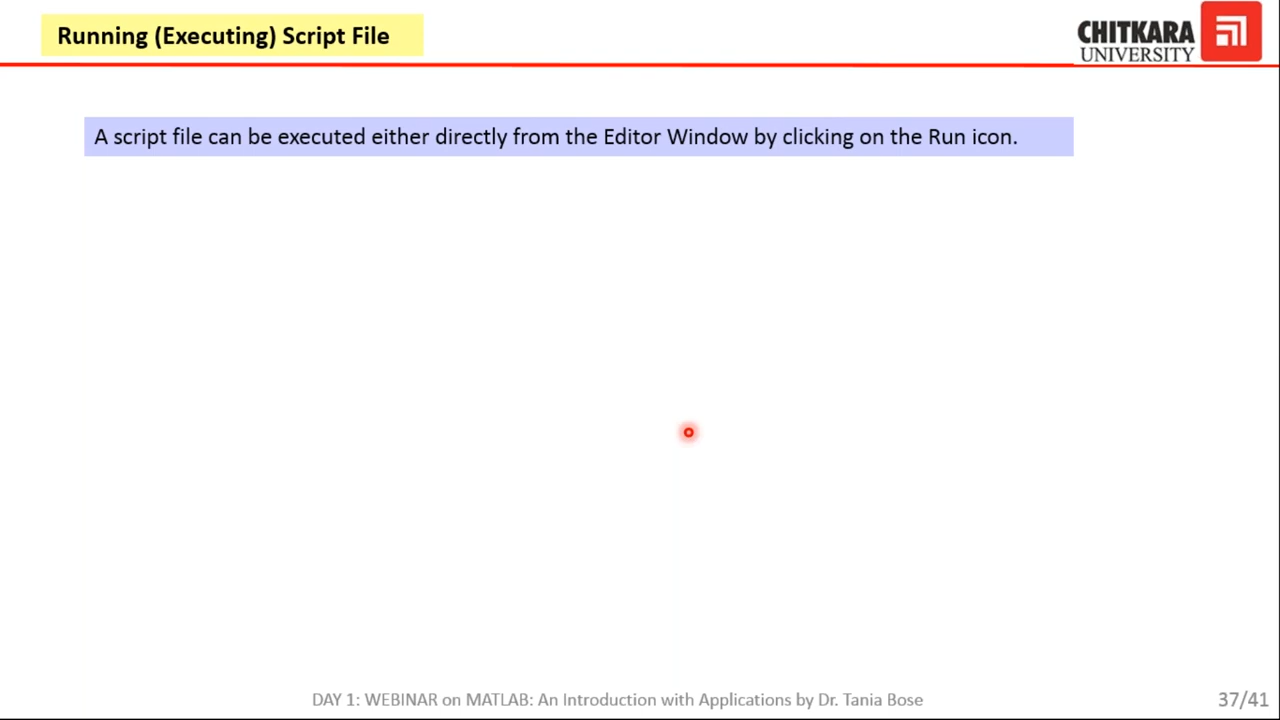 Running (Executing) Script File
CHITKARA
UNIVERSITY
A script file can be executed either directly from the Editor Window by clicking on the Run icon.
DAY 1: WEBINAR on MATLAB: An Introduction with Applications by Dr. Tania Bose
37/41